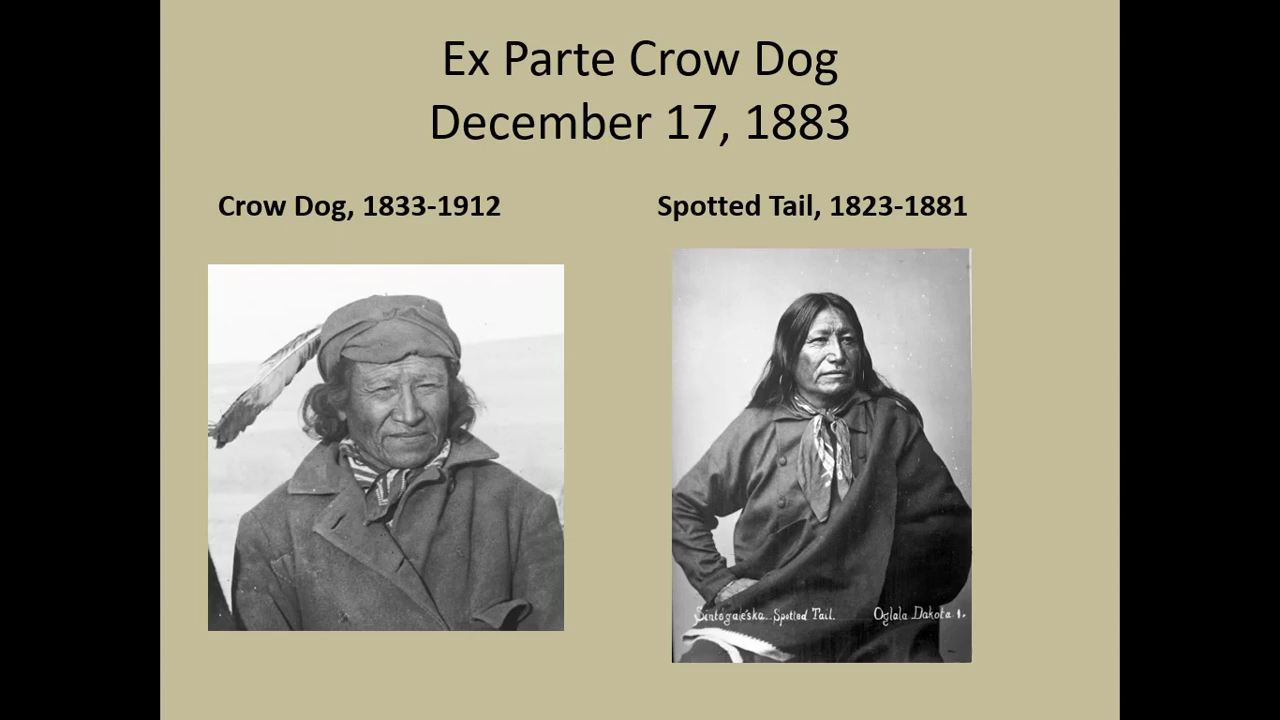 Ex Parte Crow Dog
December 17, 1883
Crow Dog, 1833-1912
Spotted Tail, 1823-1881
Sintégaleska. Spotted Tail.
Oglala Dakota